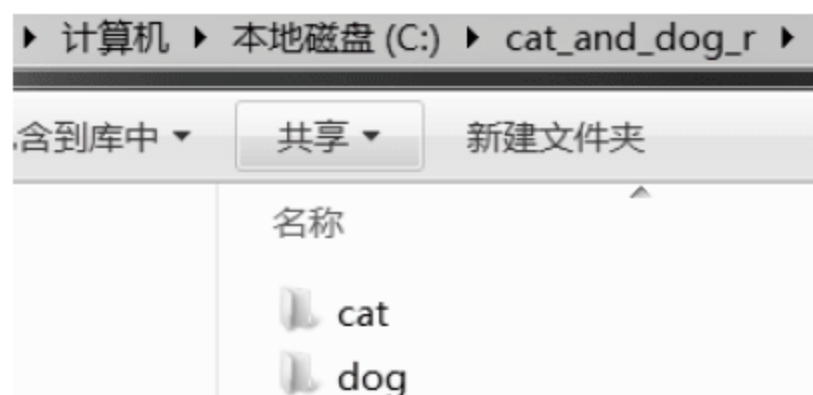 计算机 本地磁盘 (C:) cat_and_dog_r
含到库中 共享 新建文件夹
名称
cat
dog